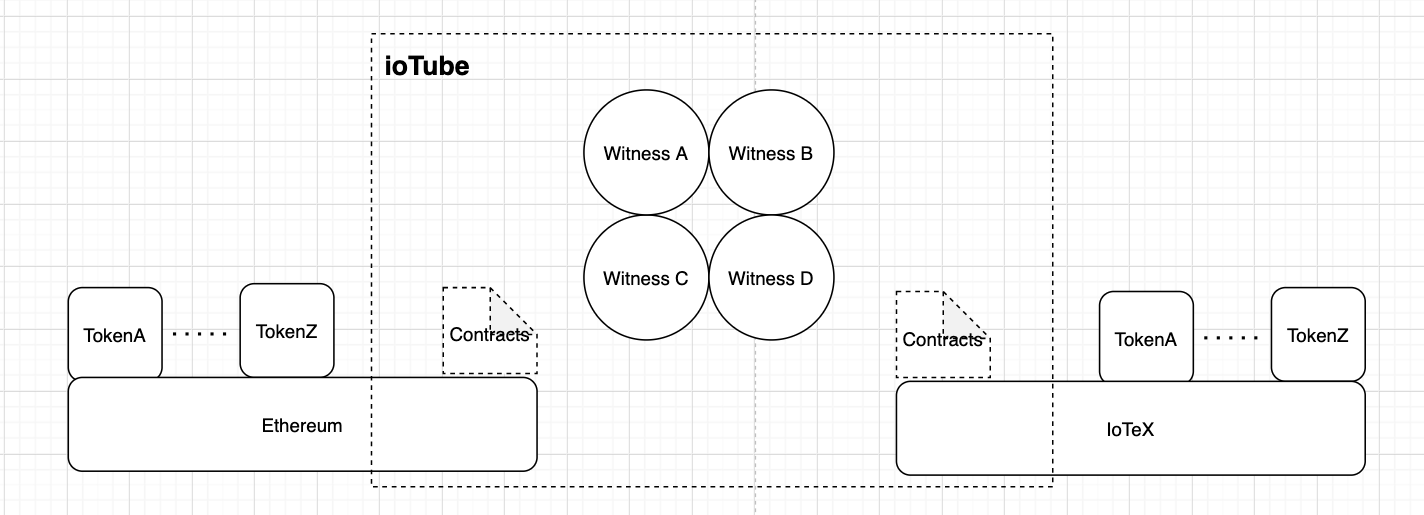 ioTube
Witness A
Witness B
Witness C
Witness D
TokenA
.....
TokenZ
Contracts
Contracts
TokenA
.....
TokenZ
Ethereum
IoTeX